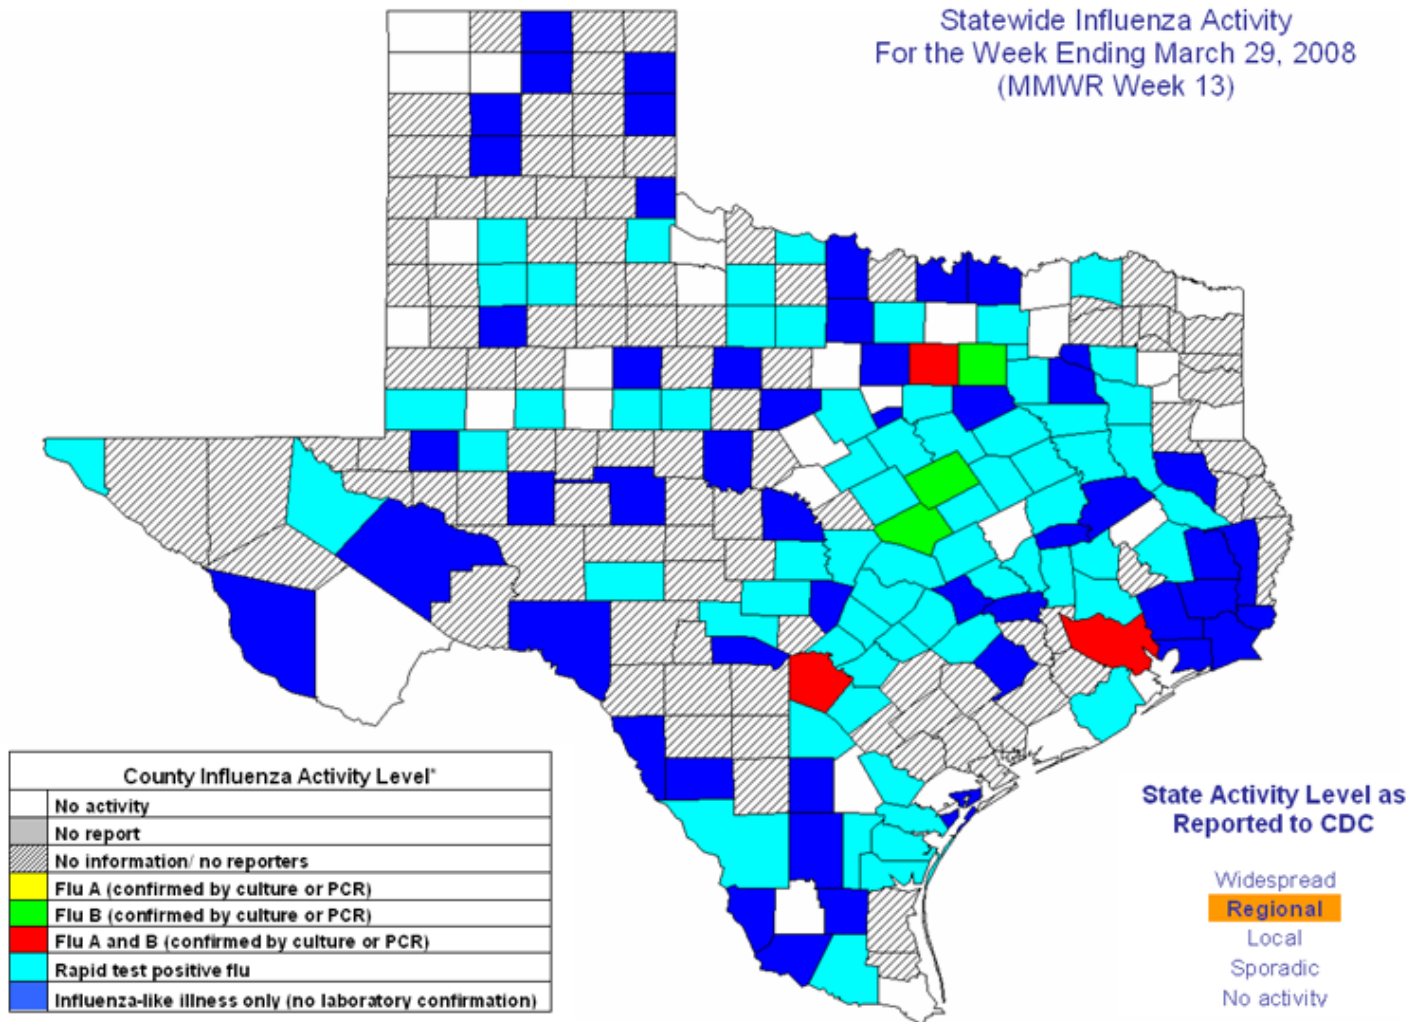 Statewide Influenza Activity
For the Week Ending March 29, 2008
(MMWR Week 13)
County Influenza Activity Level*
No activity
No report
No information/ no reporters
Flu A (confirmed by culture or PCR)
Flu B (confirmed by culture or PCR)
Flu A and B (confirmed by culture or PCR)
Rapid test positive flu
Influenza-like illness only (no laboratory confirmation)
State Activity Level as
Reported to CDC
Widespread
Regional
Local
Sporadic
No activity